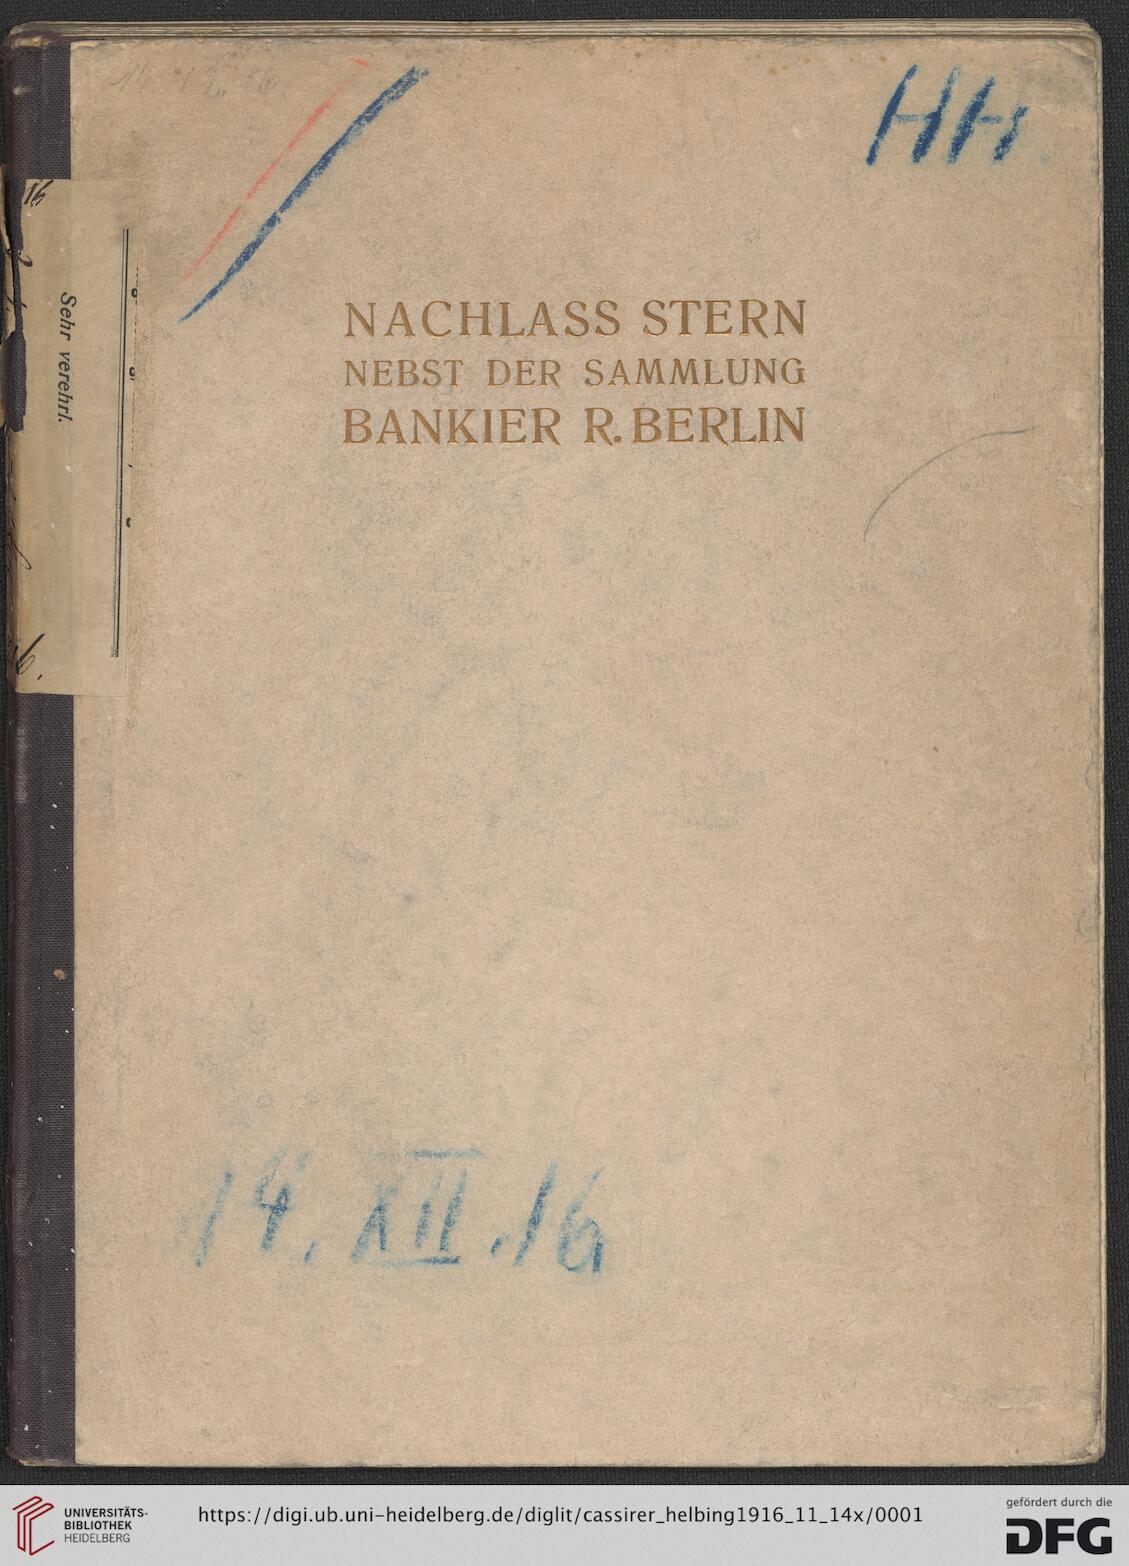 NACHLASS STERN
NEBST DER SAMMLUNG
BANKIER R. BERLIN
Sehr verehrl.
14. XII. 16
UNIVERSITÄTS-
BIBLIOTHEK
HEIDELBERG
https://digi.ub.uni-heidelberg.de/diglit/cassirer_helbing1916_11_14x/0001
gefördert durch die
DFG